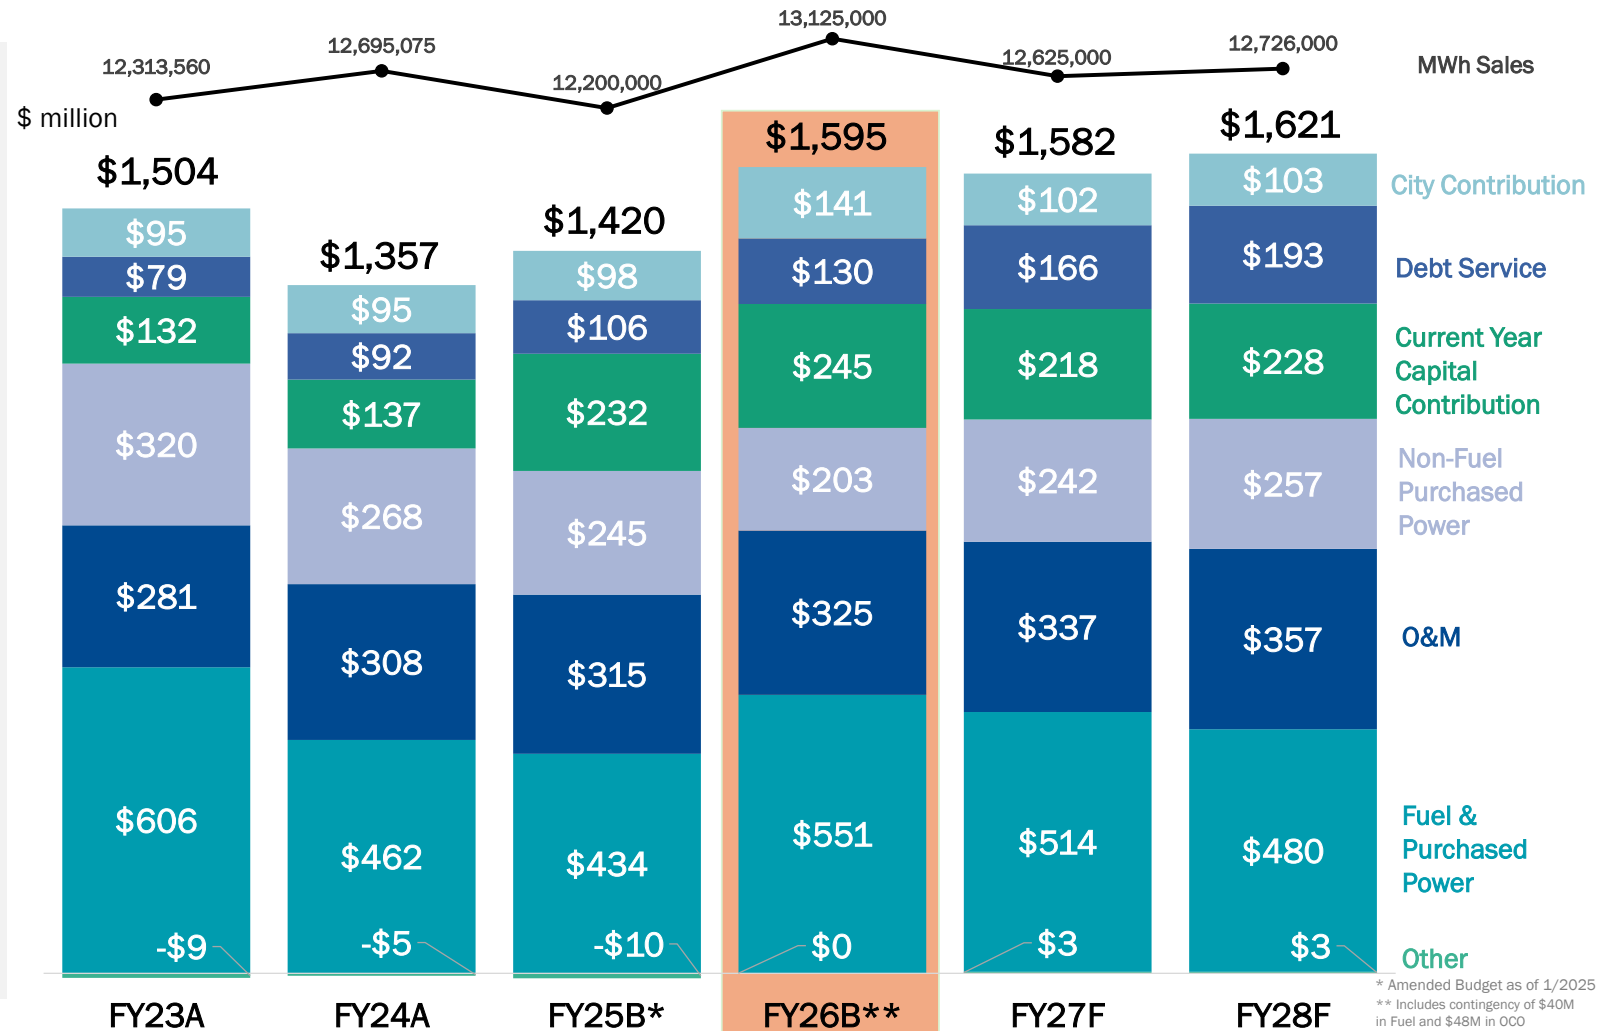 13,125,000
12,695,075
12,726,000
12,313,560
12,625,000
12,200,000
MWh Sales
$ million
$1,504
$1,357
$1,420
$1,595
$1,582
$1,621
$95
$79
$132
$320
$281
$606
-$9
$95
$92
$137
$268
$308
$462
-$5
$98
$106
$232
$245
$315
$434
-$10
$141
$130
$245
$203
$325
$551
$0
$102
$166
$218
$242
$337
$514
$3
$103
$193
$228
$257
$357
$480
$3
City Contribution
Debt Service
Current Year
Capital
Contribution
Non-Fuel
Purchased
Power
O&M
Fuel &
Purchased
Power
Other
FY23A
FY24A
FY25B*
FY26B**
FY27F
FY28F
* Amended Budget as of 1/2025
** Includes contingency of $40M
in Fuel and $48M in OCO